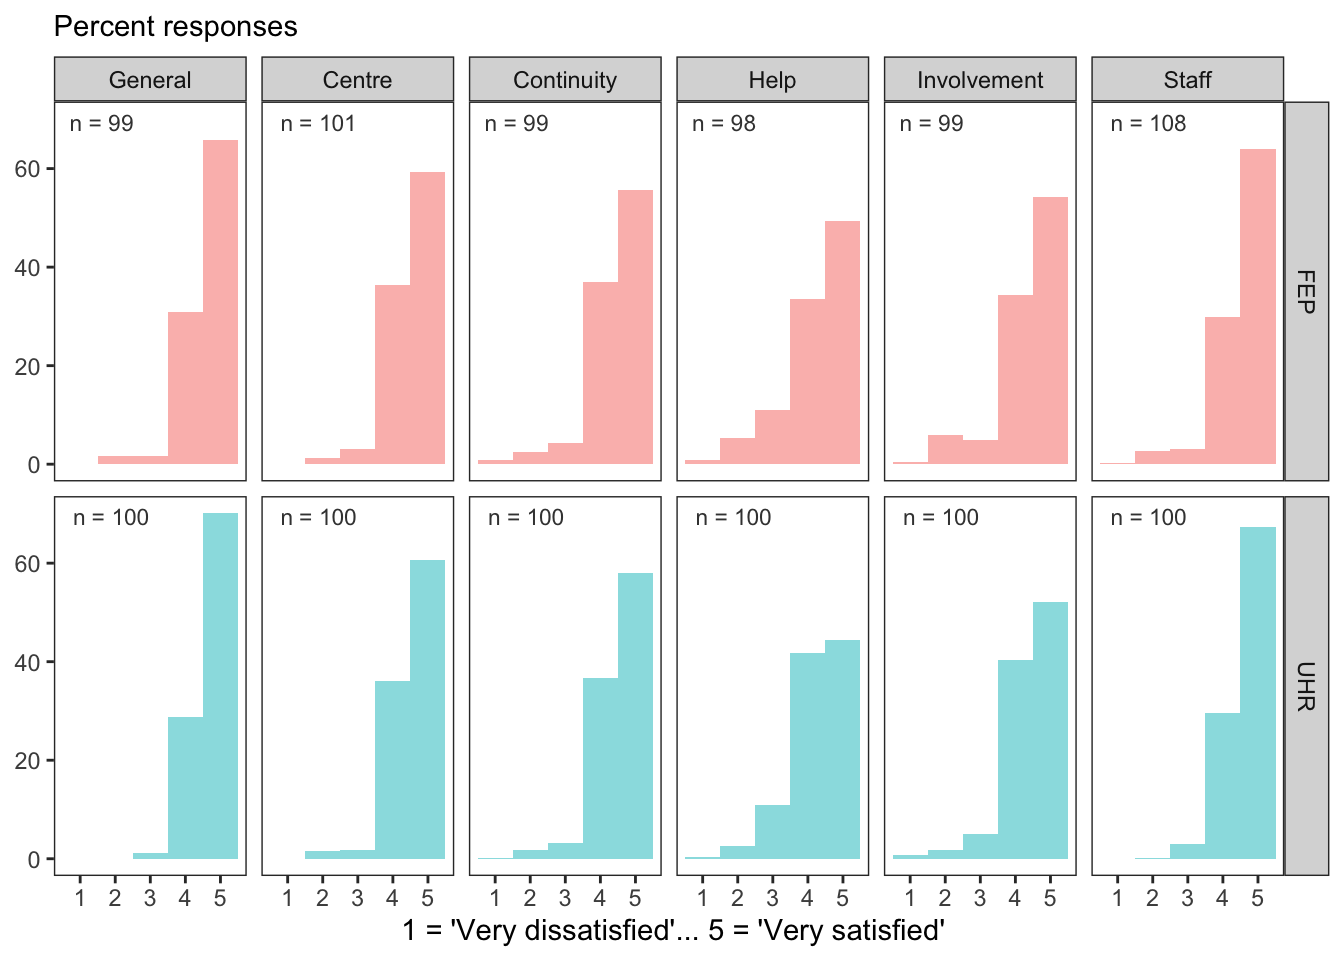 Percent responses
General Centre Continuity Help Involvement Staff
n = 99 n = 101 n = 99 n = 98 n = 99 n = 108
60
40
20
0
FEP
n = 100 n = 100 n = 100 n = 100 n = 100 n = 100
60
40
20
0
UHR
1 2 3 4 5 1 2 3 4 5 1 2 3 4 5 1 2 3 4 5 1 2 3 4 5 1 2 3 4 5
1 = 'Very dissatisfied'... 5 = 'Very satisfied'